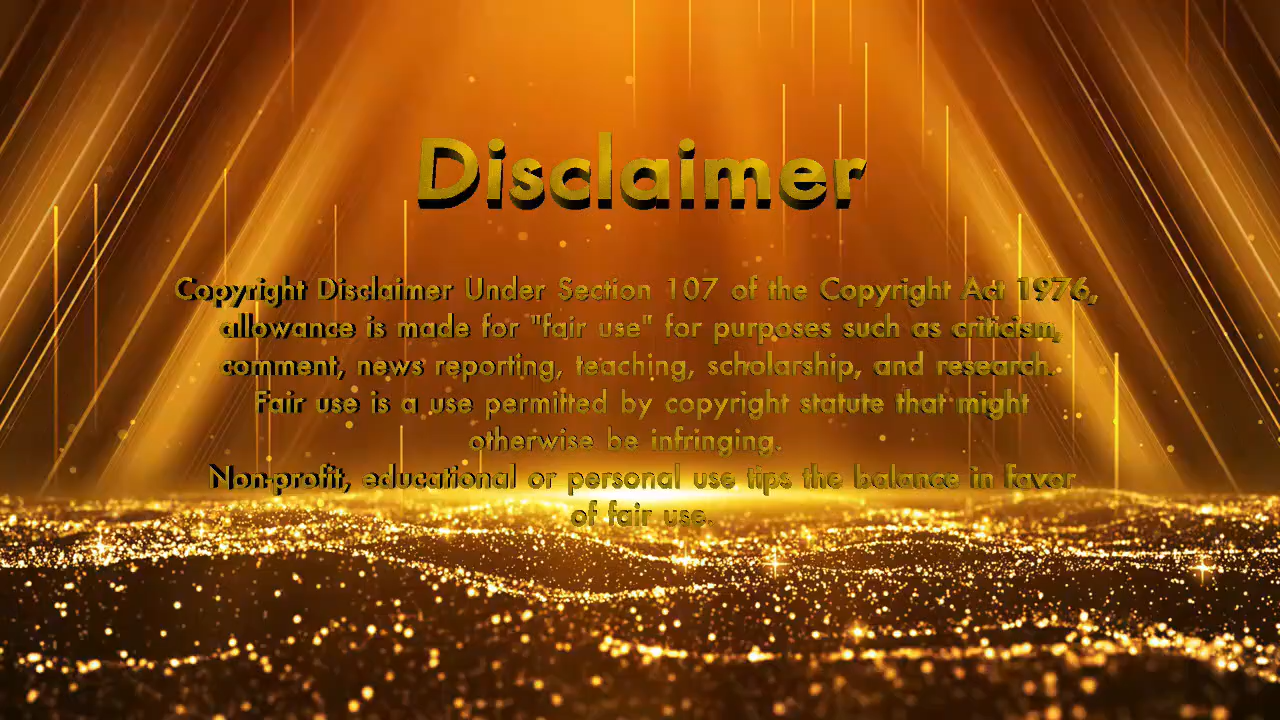 Disclaimer
Copyright Disclaimer Under Section 107 of the Copyright Act 1976,
allowance is made for "fair use" for purposes such as criticism,
comment, news reporting, teaching, scholarship, and research.
Fair use is a use permitted by copyright statute that might
otherwise be infringing.
Non-profit, educational or personal use tips the balance in favor
of fair use.